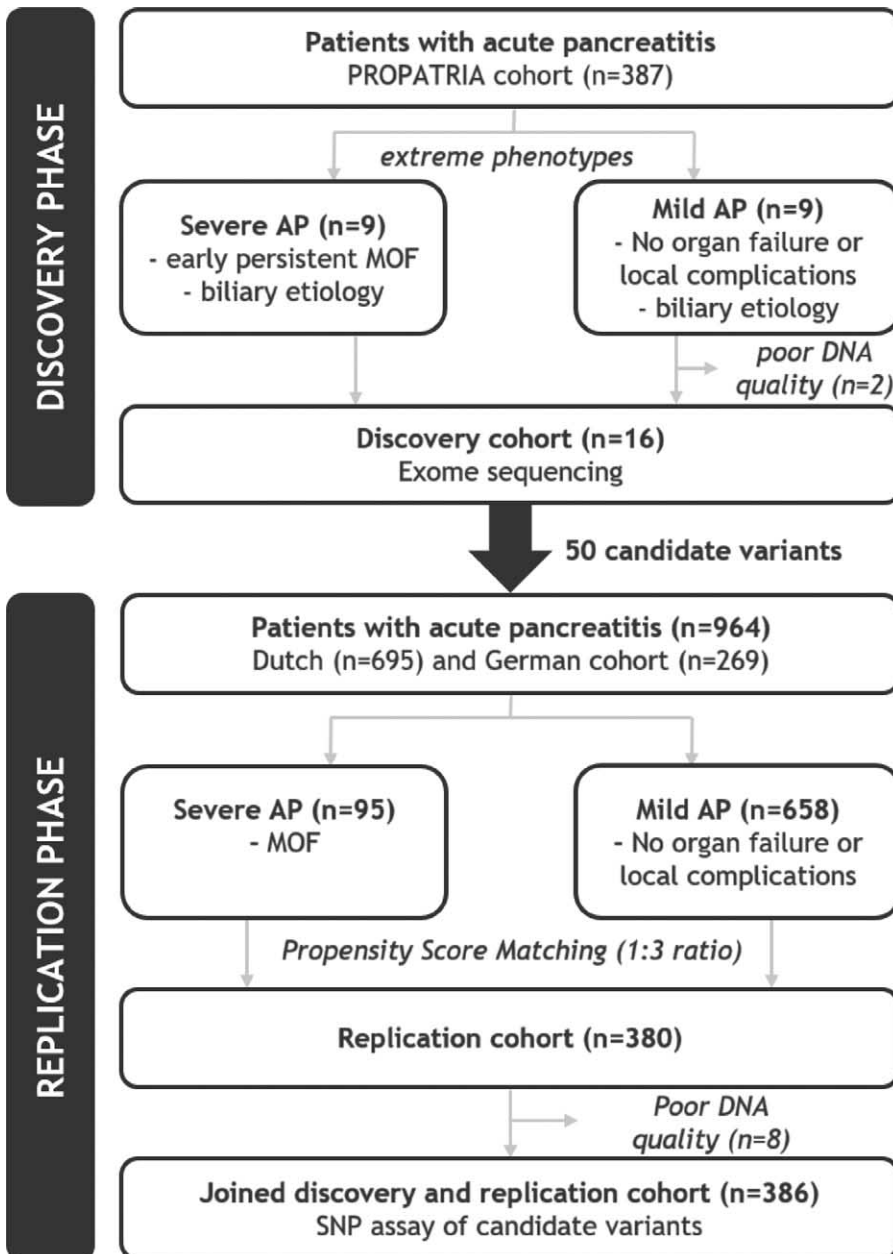 DISCOVERY PHASE
Patients with acute pancreatitis
PROPATRIA cohort (n=387)
extreme phenotypes
Severe AP (n=9)
- early persistent MOF
- biliary etiology
Mild AP (n=9)
- No organ failure or
local complications
- biliary etiology
poor DNA
quality (n=2)
Discovery cohort (n=16)
Exome sequencing
50 candidate variants
REPLICATION PHASE
Patients with acute pancreatitis (n=964)
Dutch (n=695) and German cohort (n=269)
Severe AP (n=95)
- MOF
Mild AP (n=658)
- No organ failure or
local complications
Propensity Score Matching (1:3 ratio)
Replication cohort (n=380)
Poor DNA
quality (n=8)
Joined discovery and replication cohort (n=386)
SNP assay of candidate variants